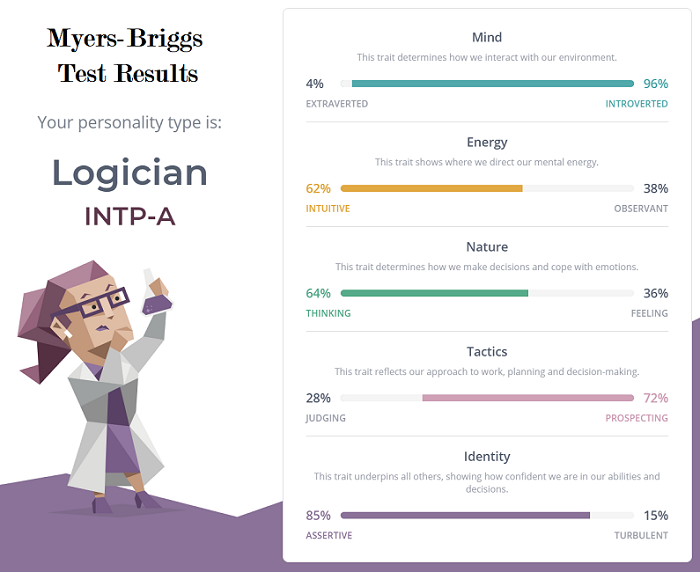 Myers-Briggs
Test Results
Your personality type is:
Logician
INTP-A
Mind
This trait determines how we interact with our environment.
4% 96%
EXTRAVERTED INTROVERTED
Energy
This trait shows where we direct our mental energy.
62% 38%
INTUITIVE OBSERVANT
Nature
This trait determines how we make decisions and cope with emotions.
64% 36%
THINKING FEELING
Tactics
This trait reflects our approach to work, planning and decision-making.
28% 72%
JUDGING PROSPECTING
Identity
This trait underpins all others, showing how confident we are in our abilities and
decisions.
85% 15%
ASSERTIVE TURBULENT